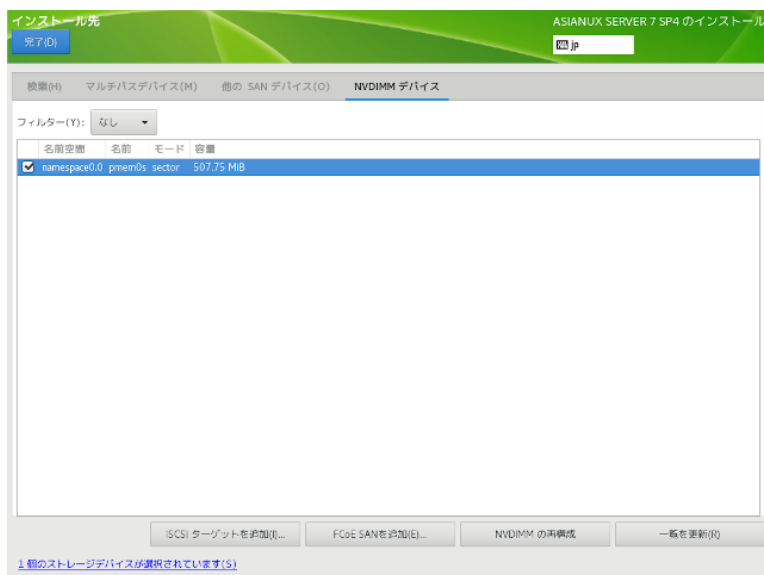 インストール先
ASIANUX SERVER 7 SP4 のインストール
完了(D)
jp
検索(H) マルチパスデバイス(M) 他の SAN デバイス(O) NVDIMM デバイス
フィルター(Y): なし
名前空間 名前 モード 容量
namespace0.0 pmem0s sector 507.75 MiB
iSCSI ターゲットを追加(I)... FCoE SANを追加(E)... NVDIMM の再構成 一覧を更新(R)
1 個のストレージデバイスが選択されています(S)